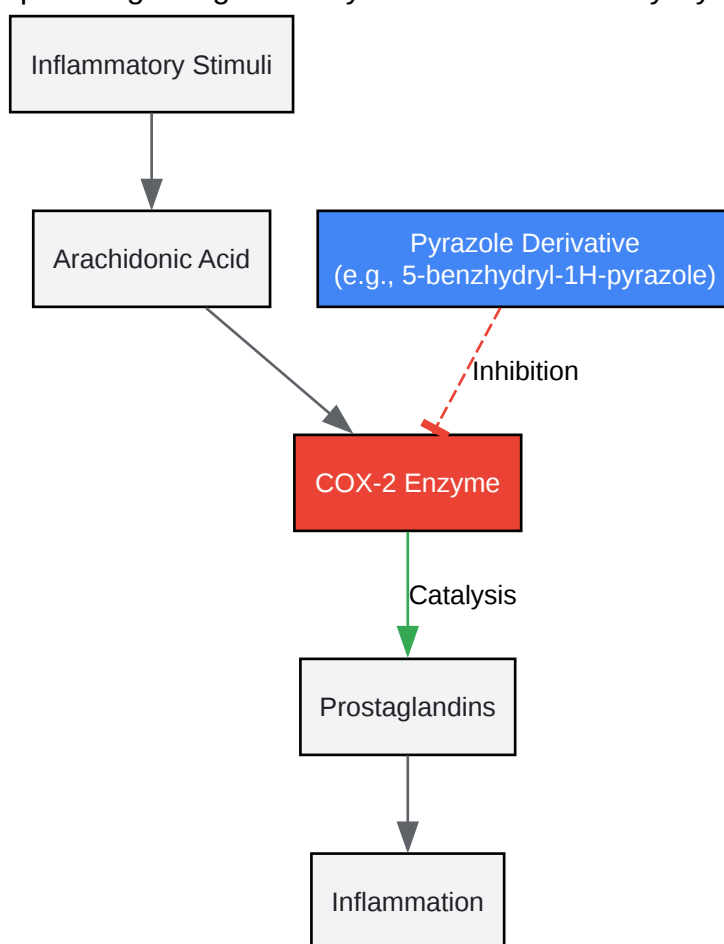 Inflammatory Stimuli
Arachidonic Acid
Pyrazole Derivative
(e.g., 5-benzhydryl-1H-pyrazole)
Inhibition
COX-2 Enzyme
Catalysis
Prostaglandins
Inflammation